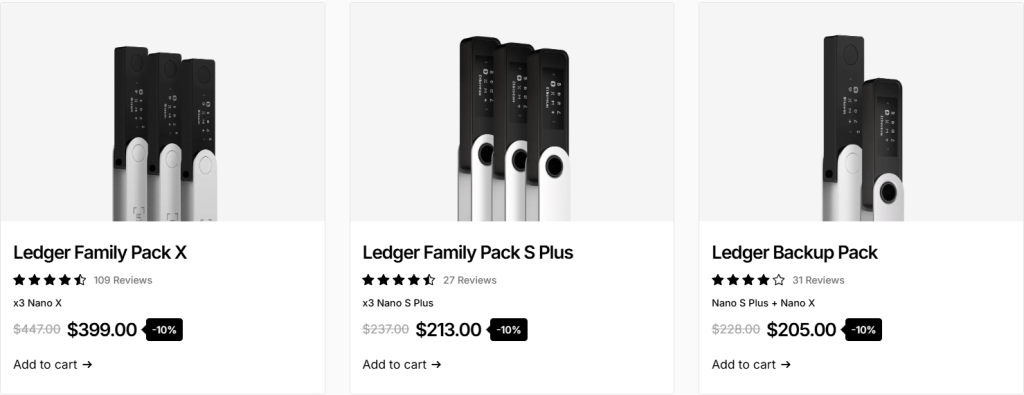 Ledger Family Pack X
109 Reviews
x3 Nano X
$447.00 $399.00 -10%
Add to cart →
Ledger Family Pack S Plus
27 Reviews
x3 Nano S Plus
$237.00 $213.00 -10%
Add to cart →
Ledger Backup Pack
31 Reviews
Nano S Plus + Nano X
$228.00 $205.00 -10%
Add to cart →